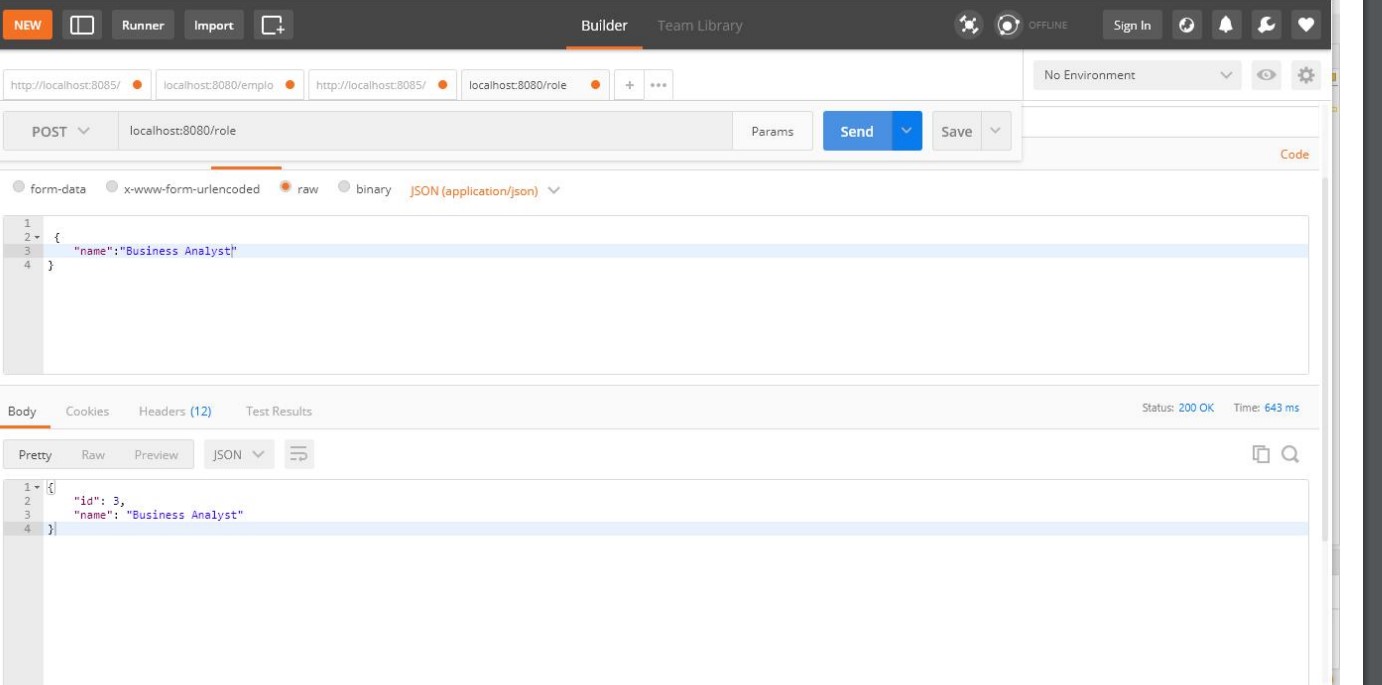 NEW Runner Import Builder Team Library OFFLINE Sign In
http://localhost:8085/ localhost:8080/emplo http://localhost:8085/ localhost:8080/role + ••• No Environment
POST localhost:8080/role Params Send Save
Code
form-data x-www-form-urlencoded raw binary JSON (application/json)
1
2 {
3 "name":"Business Analyst"
4 }
Body Cookies Headers (12) Test Results Status: 200 OK Time: 643 ms
Pretty Raw Preview JSON
1 {
2 "id": 3,
3 "name": "Business Analyst"
4 }